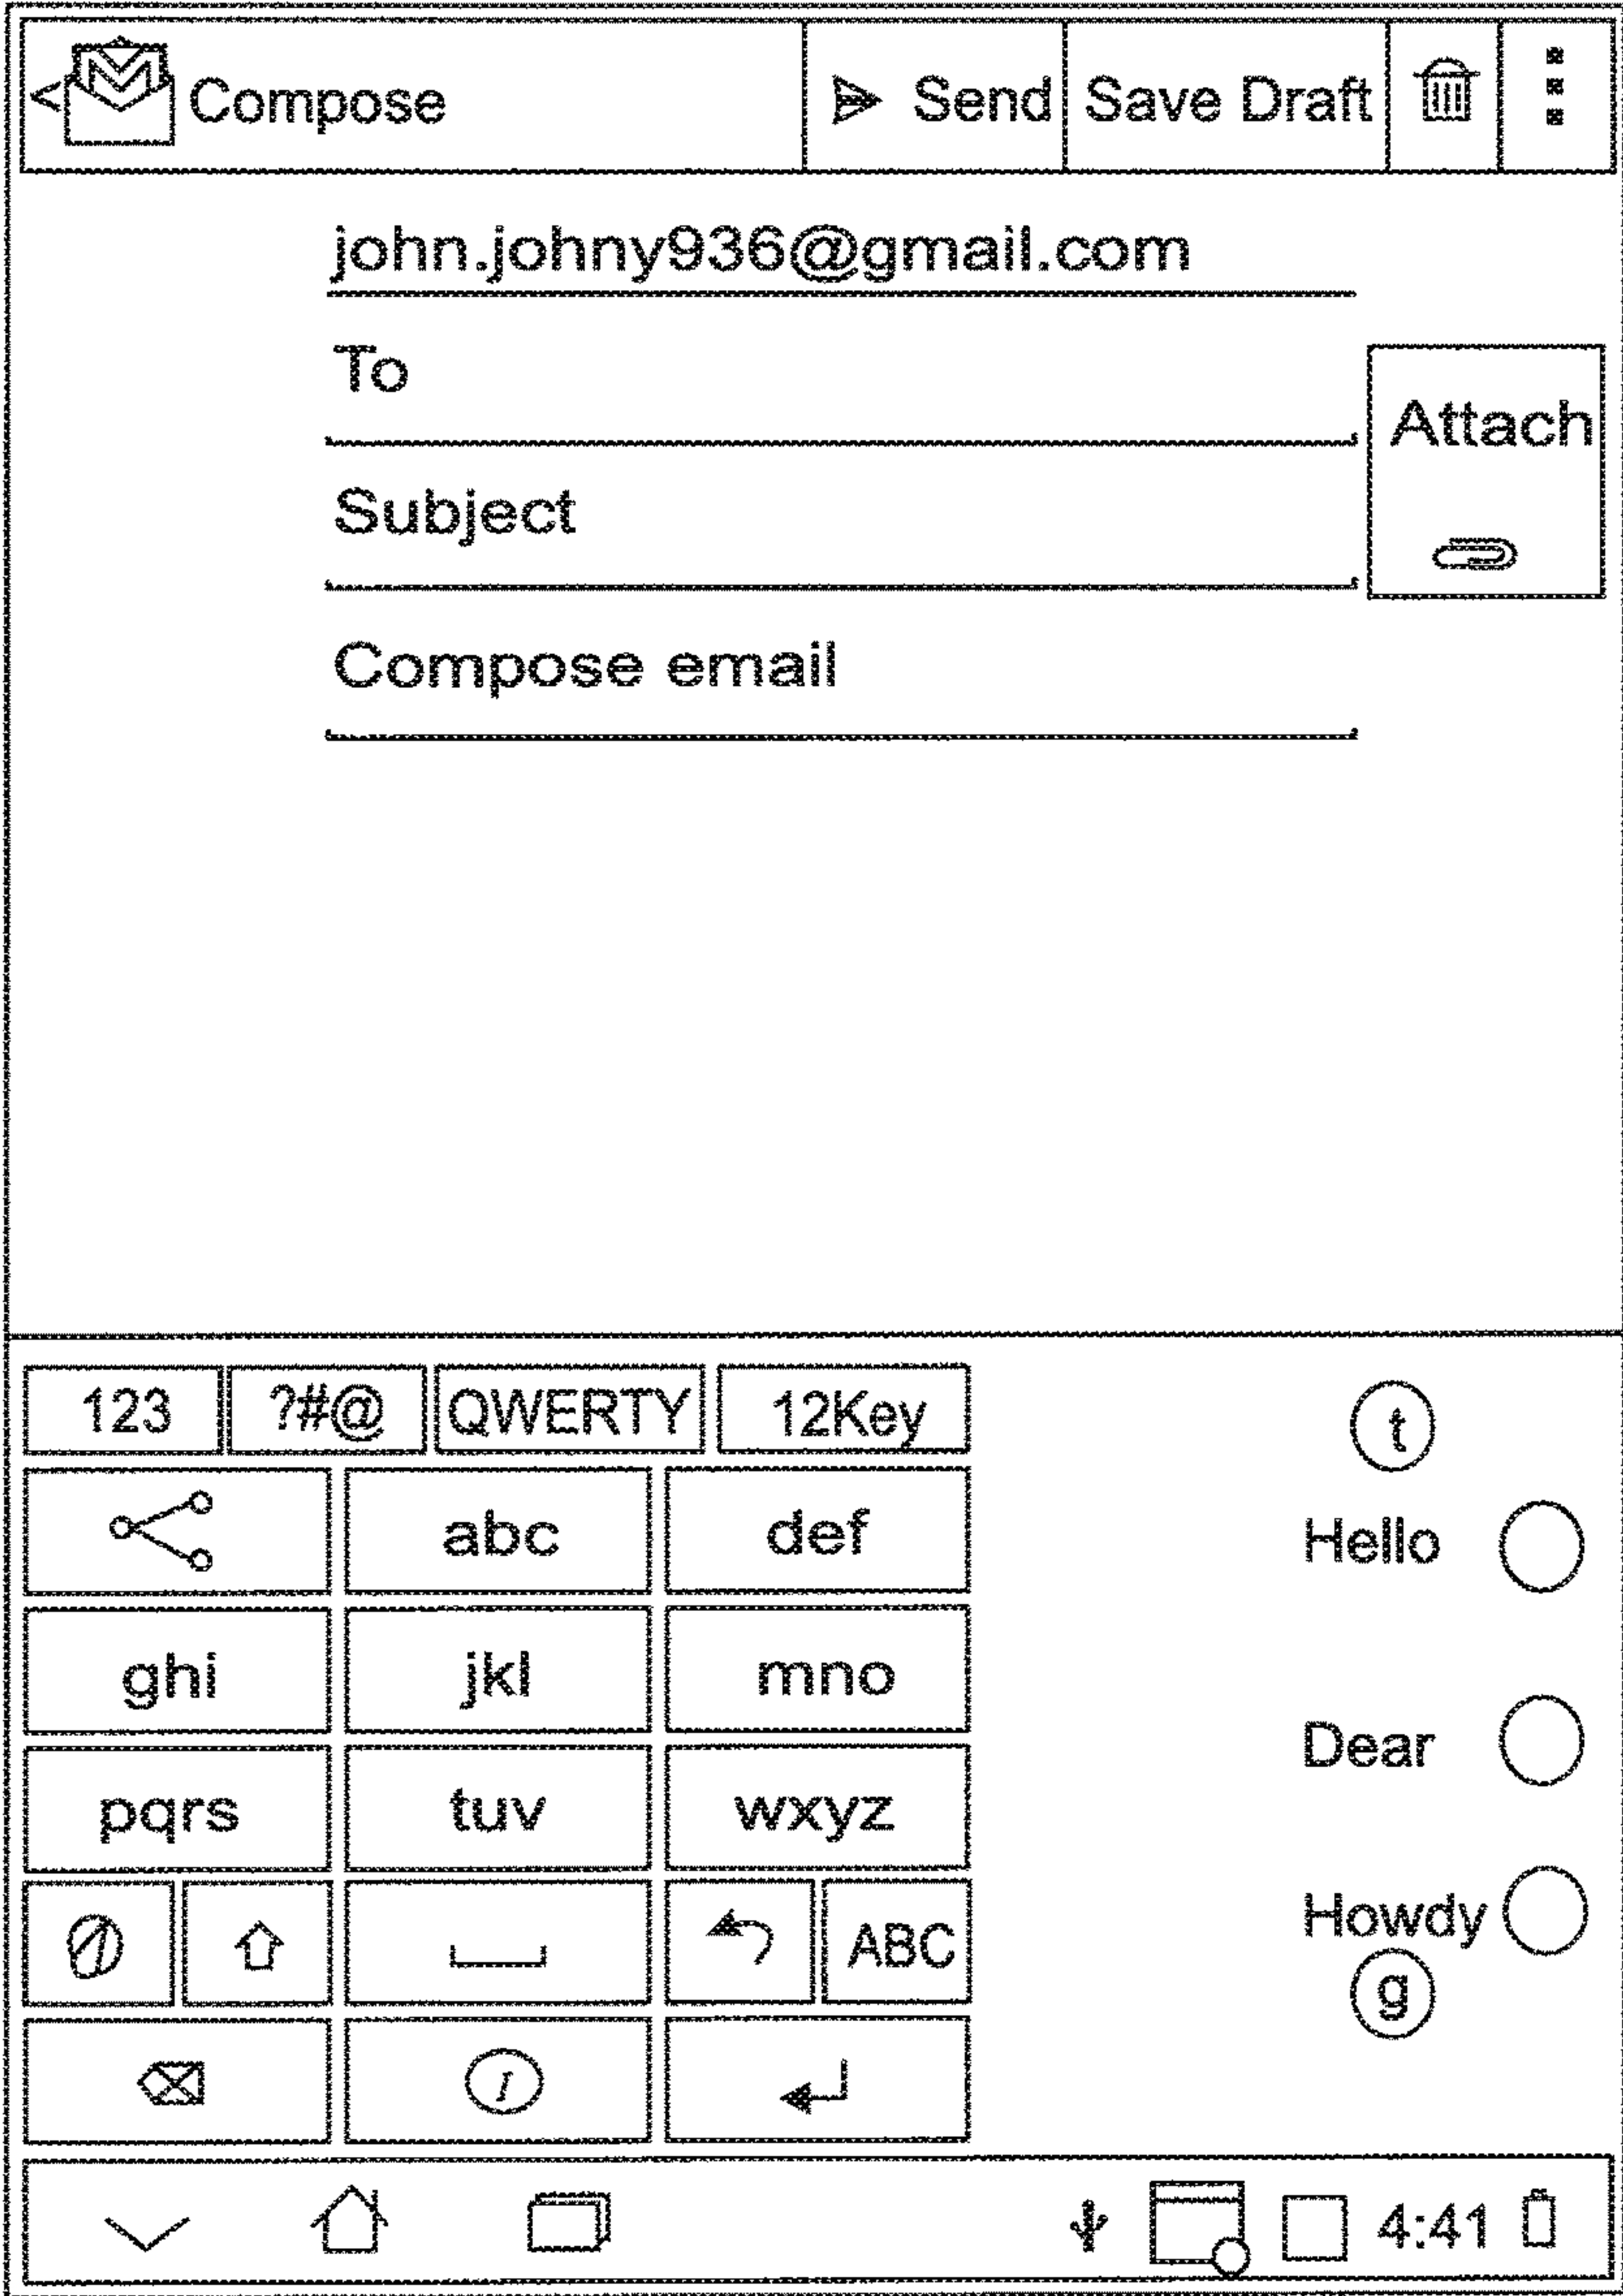 < Compose Send Save Draft
john.johny936@gmail.com
To
Attach
Subject
Compose email
123 ?#@ QWERTY 12Key
t
abc def
Hello
ghi jkl mno
Dear
pqrs tuv wxyz
Howdy
ABC
g
I
4:41